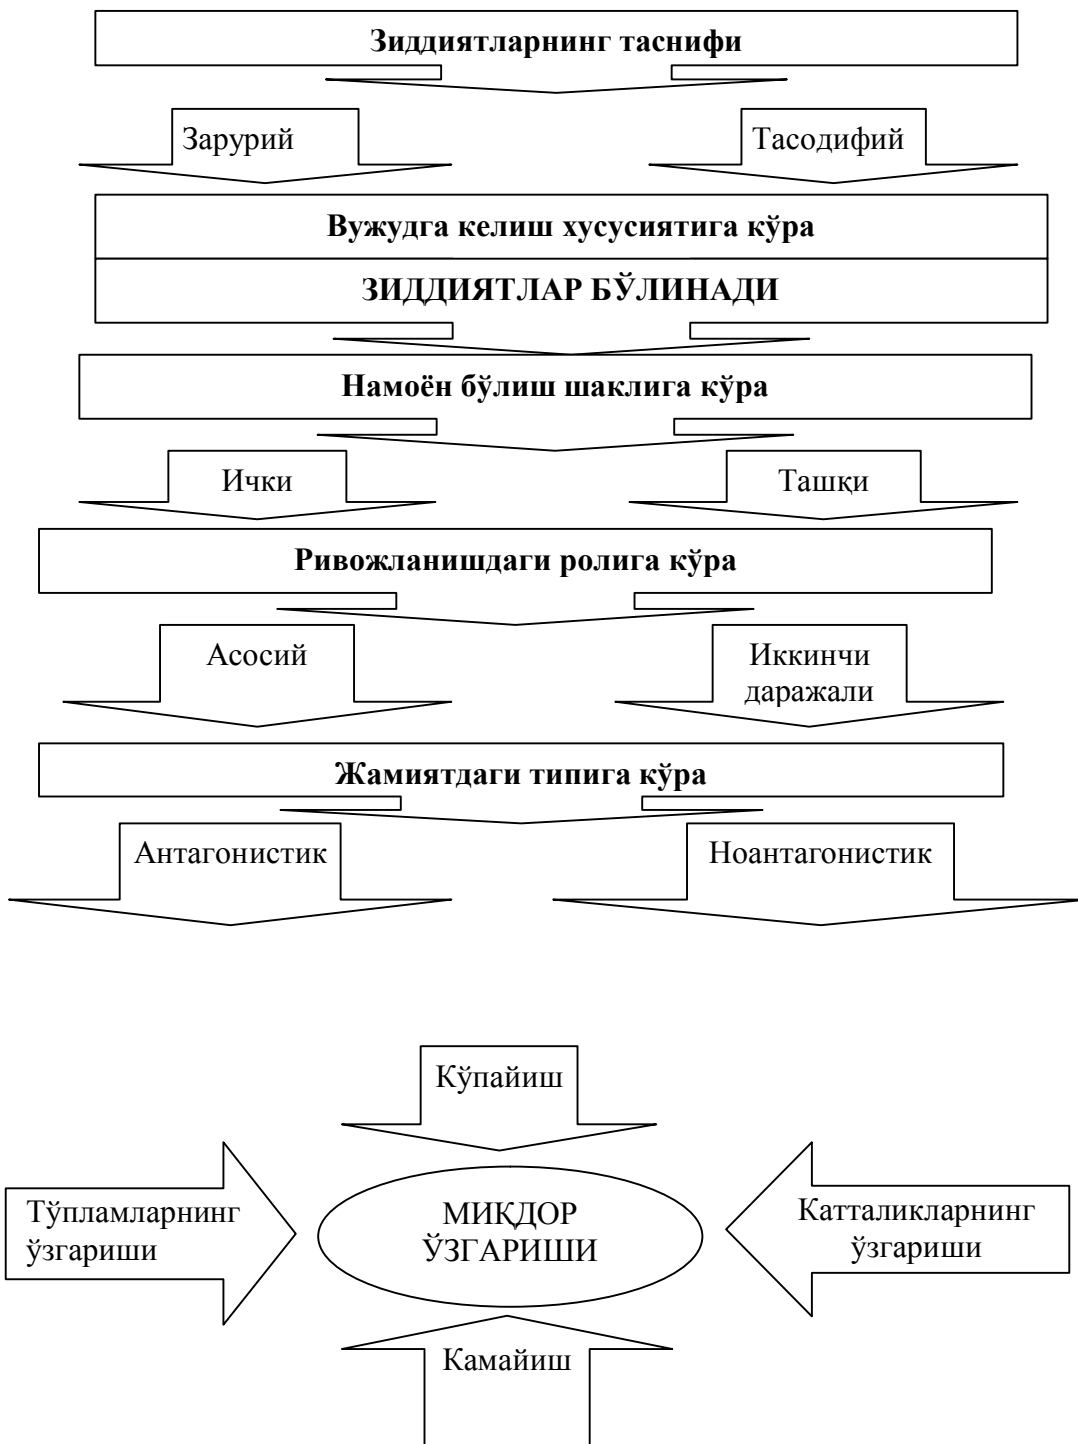 Зиддиятларнинг таснифи
Зарурий
Тасодифий
Вужудга келиш хусусиятига кўра
ЗИДДИЯТЛАР БЎЛИНАДИ
Намоён бўлиш шаклига кўра
Ички
Ташқи
Ривожланишдаги ролига кўра
Асосий
Иккинчи
даражали
Жамиятдаги типига кўра
Антагонистик
Ноантагонистик
Кўпайиш
Тўпламларнинг
ўзгариши
МИҚДОР
ЎЗГАРИШИ
Катталикларнинг
ўзгариши
Камайиш